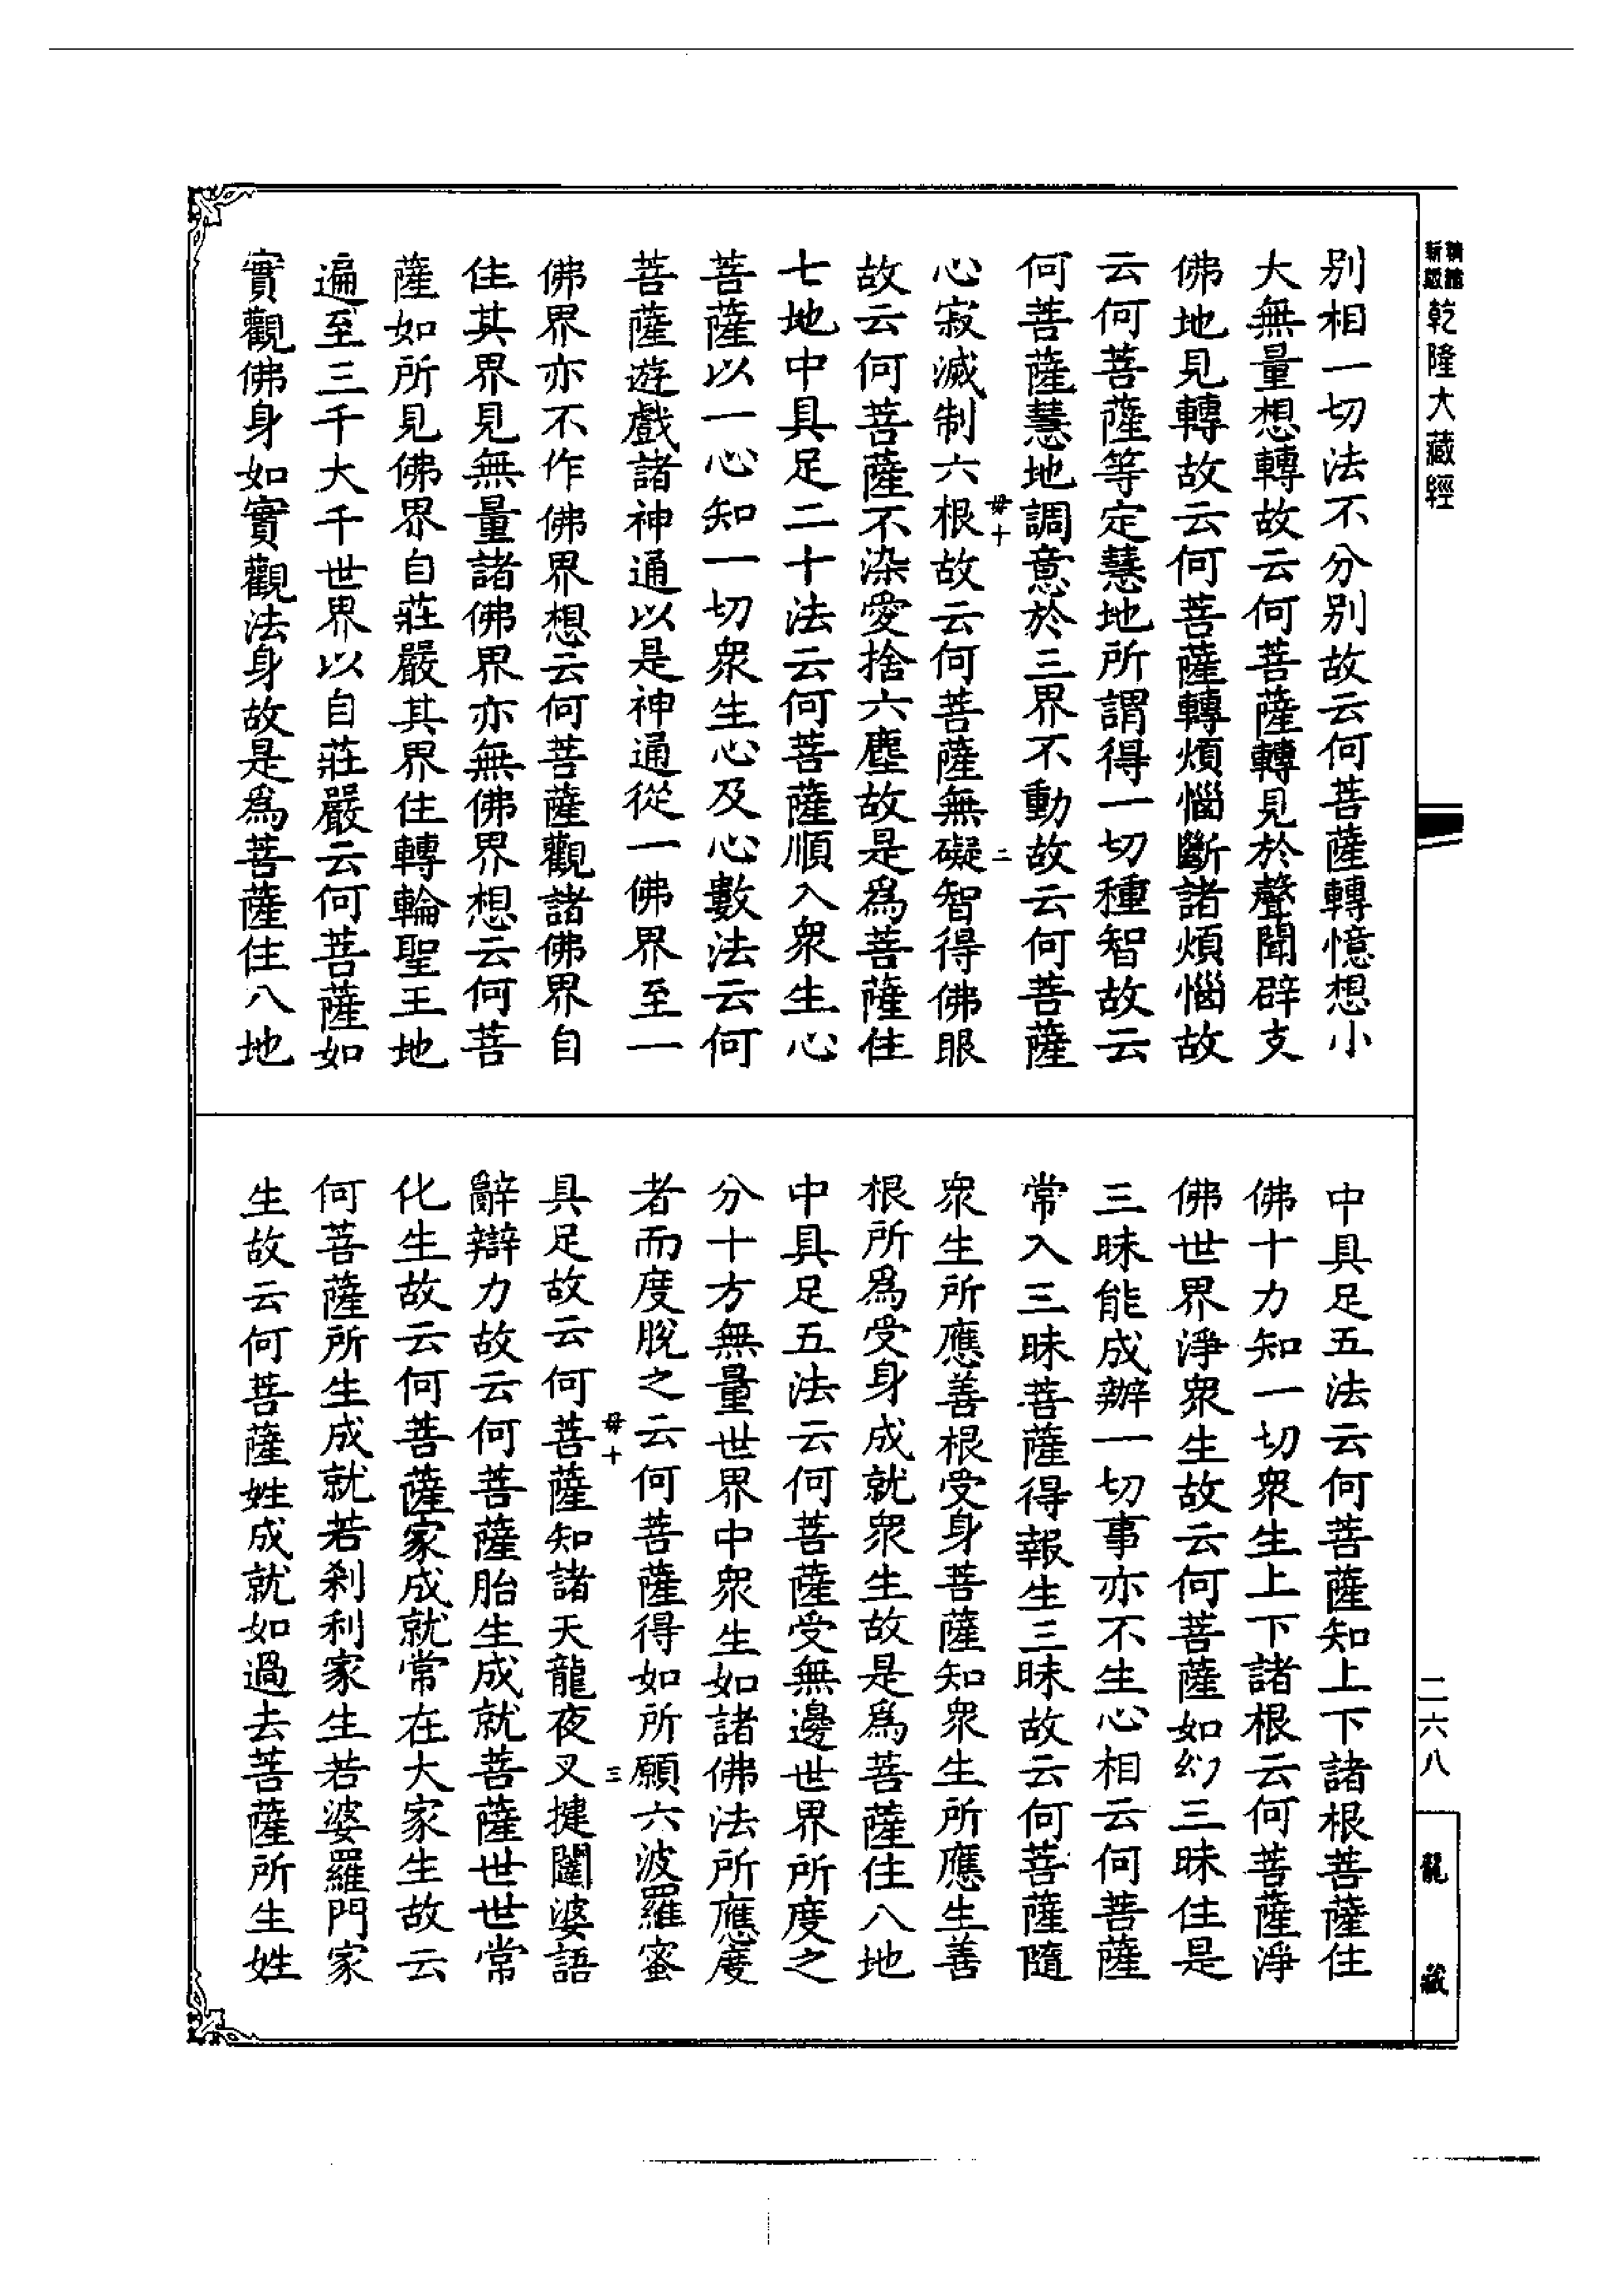 新版
精縮
乾隆大藏經
別相一切法不分別故云何菩薩轉憶想小
大無量想轉故云何菩薩轉見於聲聞辟支
佛地見轉故云何菩薩轉煩惱斷諸煩惱故
云何菩薩等定慧地所謂得一切種智故云
何菩薩慧地調意於三界不動故云何菩薩
毋十
二
心寂滅制六根故云何菩薩無礙智得佛眼
故云何菩薩不染愛捨六塵故是為菩薩住
七地中具足二十法云何菩薩順入眾生心
菩薩以一心知一切眾生心及心數法云何
菩薩遊戲諸神通以是神通從一佛界至一
佛界亦不作佛界想云何菩薩觀諸佛界自
住其界見無量諸佛界亦無佛界想云何菩
薩如所見佛界自莊嚴其界住轉輪聖王地
遍至三千大千世界以自莊嚴云何菩薩如
實觀佛身如實觀法身故是為菩薩住八地
中具足五法云何菩薩知上下諸根菩薩住
佛十力知一切眾生上下諸根云何菩薩淨
佛世界淨眾生故云何菩薩如幻三昧住是
三昧能成辦一切事亦不生心相云何菩薩
常入三昧菩薩得報生三昧故云何菩薩隨
眾生所應善根受身菩薩知眾生所應生善
根所為受身成就眾生故是為菩薩住八地
中具足五法云何菩薩受無邊世界所度之
分十方無量世界中眾生如諸佛法所應度
者而度脫之云何菩薩得如所願六波羅蜜
毋十
三
具足故云何菩薩知諸天龍夜叉揵闥婆語
辭辯力故云何菩薩胎生成就菩薩世世常
化生故云何菩薩家成就常在大家生故云
何菩薩所生成就若刹利家生若婆羅門家
生故云何菩薩姓成就如過去菩薩所生姓
二六八
龍藏